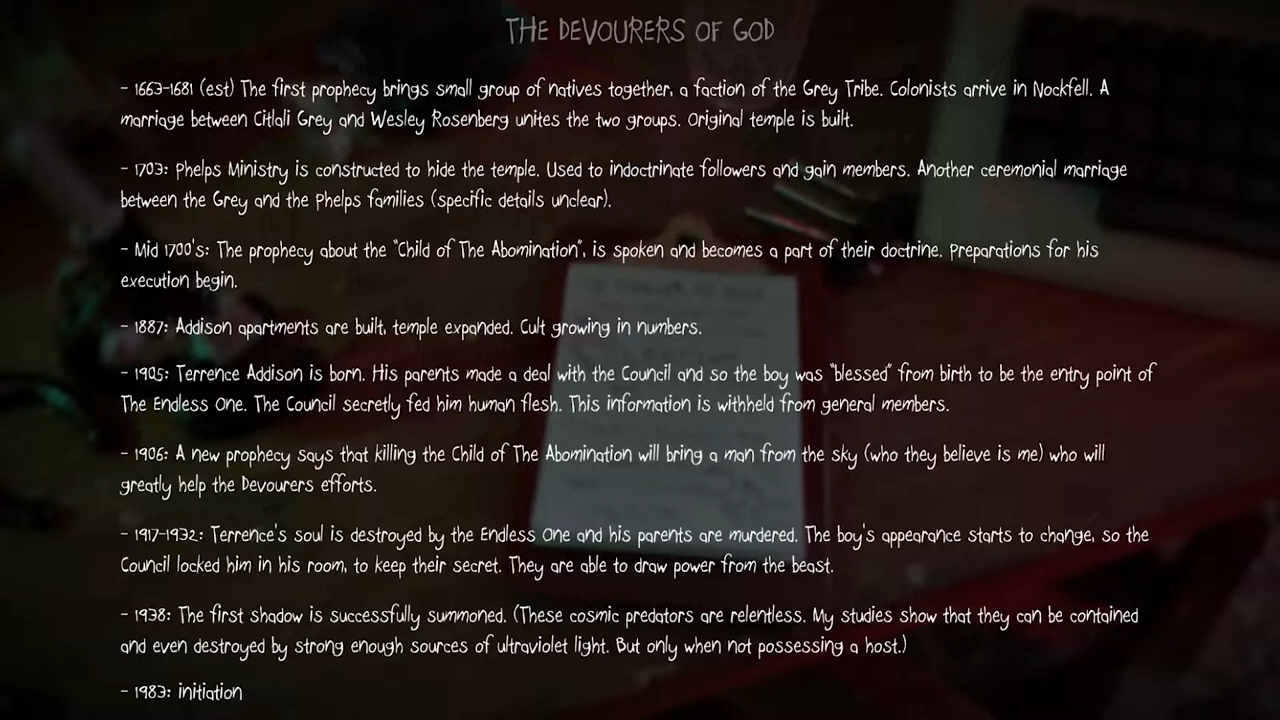 THE DEVOURERS OF GOD
- 1663-1681 (est) The first prophecy brings small group of natives together, a faction of the Grey Tribe. Colonists arrive in Nockfell. A
marriage between Citlali Grey and Wesley Rosenberg unites the two groups. Original temple is built.
- 1703: Phelps Ministry is constructed to hide the temple. Used to indoctrinate followers and gain members. Another ceremonial marriage
between the Grey and the Phelps families (specific details unclear).
- Mid 1700's: The prophecy about the "Child of The Abomination", is spoken and becomes a part of their doctrine. Preparations for his
execution begin.
- 1887: Addison apartments are built, temple expanded. Cult growing in numbers.
- 1905: Terrence Addison is born. His parents made a deal with the Council and so the boy was "blessed" from birth to be the entry point of
The Endless One. The Council secretly fed him human flesh. This information is withheld from general members.
- 1906: A new prophecy says that killing the Child of The Abomination will bring a man from the sky (who they believe is me) who will
greatly help the Devourers efforts.
- 1917-1932: Terrence's soul is destroyed by the Endless One and his parents are murdered. The boy's appearance starts to change, so the
Council locked him in his room, to keep their secret. They are able to draw power from the beast.
- 1938: The first shadow is successfully summoned. (These cosmic predators are relentless. My studies show that they can be contained
and even destroyed by strong enough sources of ultraviolet light. But only when not possessing a host.)
- 1983: initiation